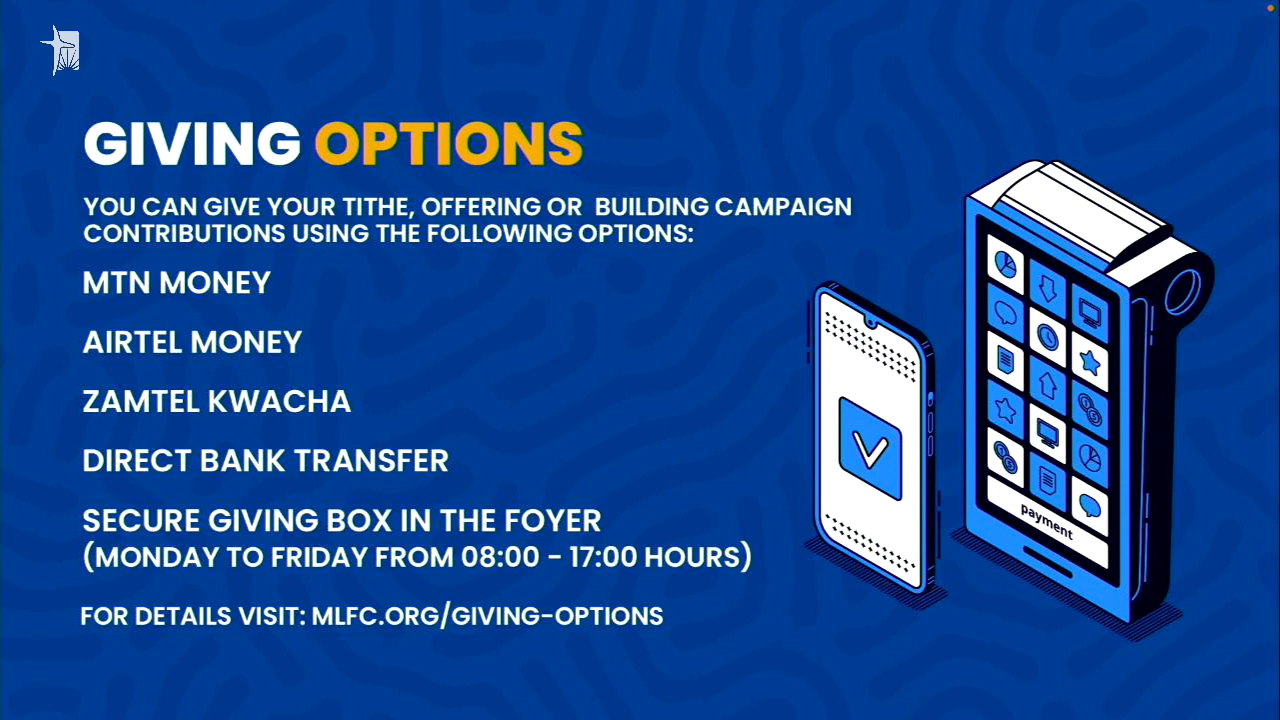 GIVING OPTIONS
YOU CAN GIVE YOUR TITHE, OFFERING OR BUILDING CAMPAIGN
CONTRIBUTIONS USING THE FOLLOWING OPTIONS:
MTN MONEY
AIRTEL MONEY
ZAMTEL KWACHA
DIRECT BANK TRANSFER
SECURE GIVING BOX IN THE FOYER
(MONDAY TO FRIDAY FROM 08:00 - 17:00 HOURS)
FOR DETAILS VISIT: MLFC.ORG/GIVING-OPTIONS
payment